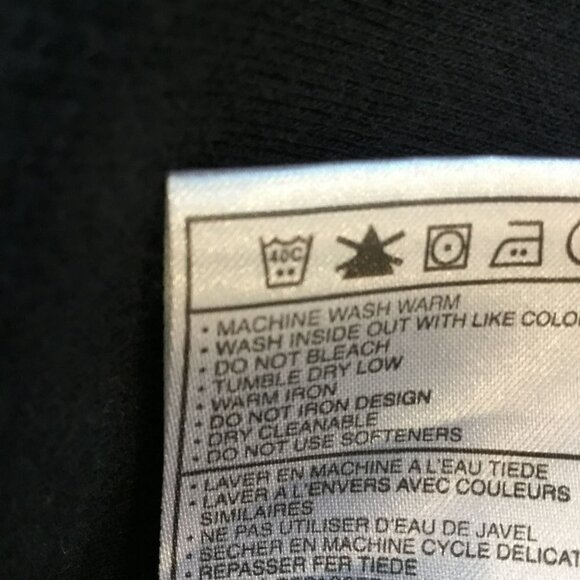 40C
• MACHINE WASH WARM
• WASH INSIDE OUT WITH LIKE
• DO NOT BLEACH
• TUMBLE DRY LOW
• WARM IRON
• DO NOT IRON DESIGN
• DRY CLEANABLE
• DO NOT USE SOFTENERS
• LAVER EN MACHINE A L'EAU TIEDE
• LAVER A L'ENVERS AVEC COULEURS
SIMILAIRES
• NE PAS UTILISER D'EAU DE JAVEL
• SECHER EN MACHINE CYCLE DELICAT
• REPASSER FER TIEDE